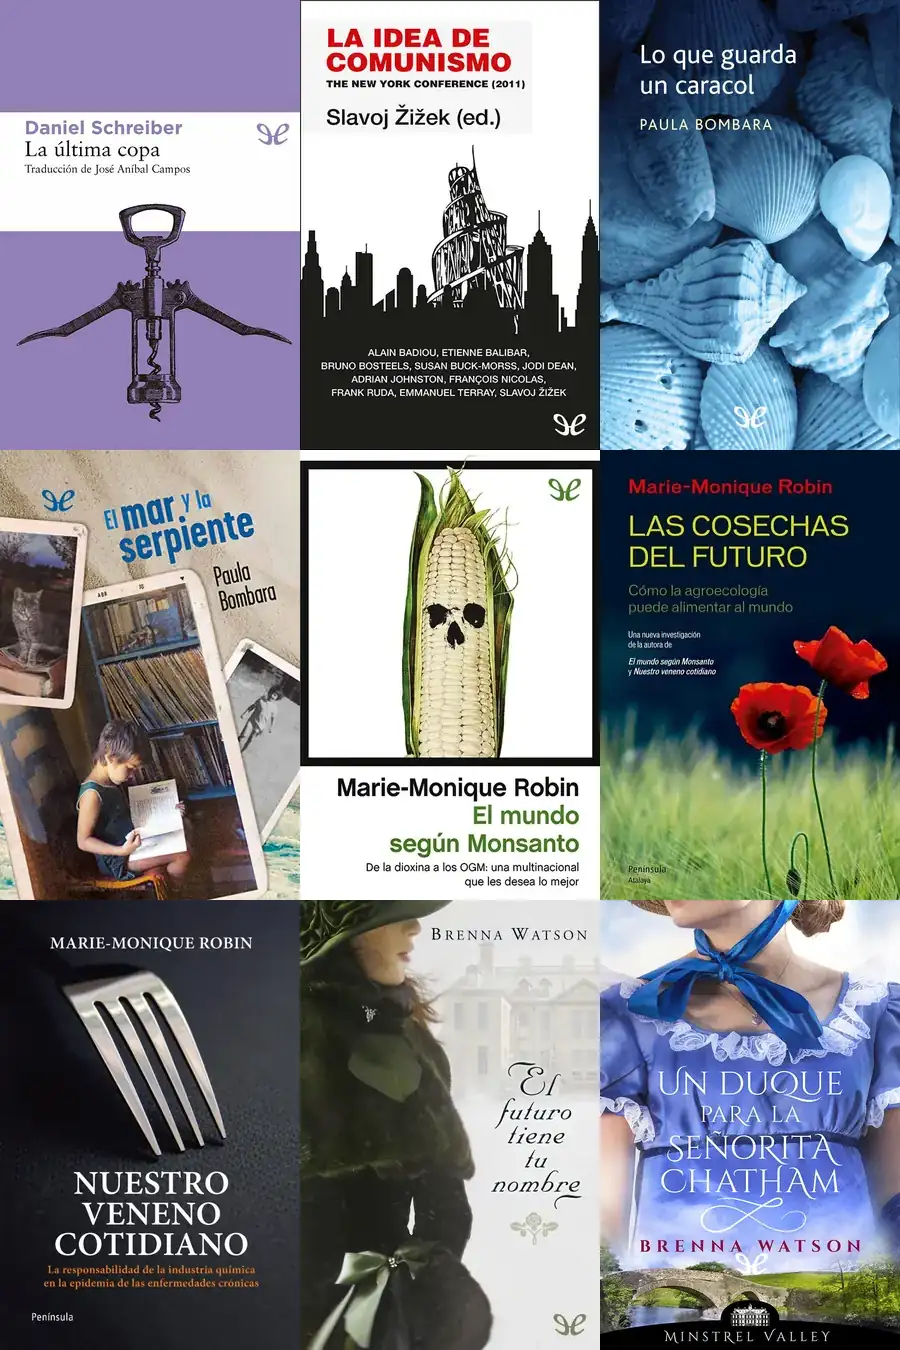 Daniel Schreiber
La última copa
Traducción de José Aníbal Campos
LA IDEA DE
COMUNISMO
THE NEW YORK CONFERENCE (2011)
Slavoj Žižek (ed.)
ALAIN BADIOU, ETIENNE BALIBAR,
BRUNO BOSTEELS, SUSAN BUCK-MORSS, JODI DEAN,
ADRIAN JOHNSTON, FRANÇOIS NICOLAS,
FRANK RUDA, EMMANUEL TERRAY, SLAVOJ ŽIŽEK
Lo que guarda
un caracol
PAULA BOMBARA
El mar y la
serpiente
Paula
Bombara
Marie-Monique Robin
El mundo
según Monsanto
De la dioxina a los OGM: una multinacional
que les desea lo mejor
Marie-Monique Robin
LAS COSECHAS
DEL FUTURO
Cómo la agroecología
puede alimentar al mundo
Una nueva investigación
de la autora de
El mundo según Monsanto
y Nuestro veneno cotidiano
Península
Atalaya
MARIE-MONIQUE ROBIN
NUESTRO
VENENO
COTIDIANO
La responsabilidad de la industria química
en la epidemia de las enfermedades crónicas
Península
BRENNA WATSON
El
futuro
tiene
tu
nombre
UN DUQUE
PARA LA
SEÑORITA
CHATHAM
BRENNA WATSON
MINSTREL VALLEY